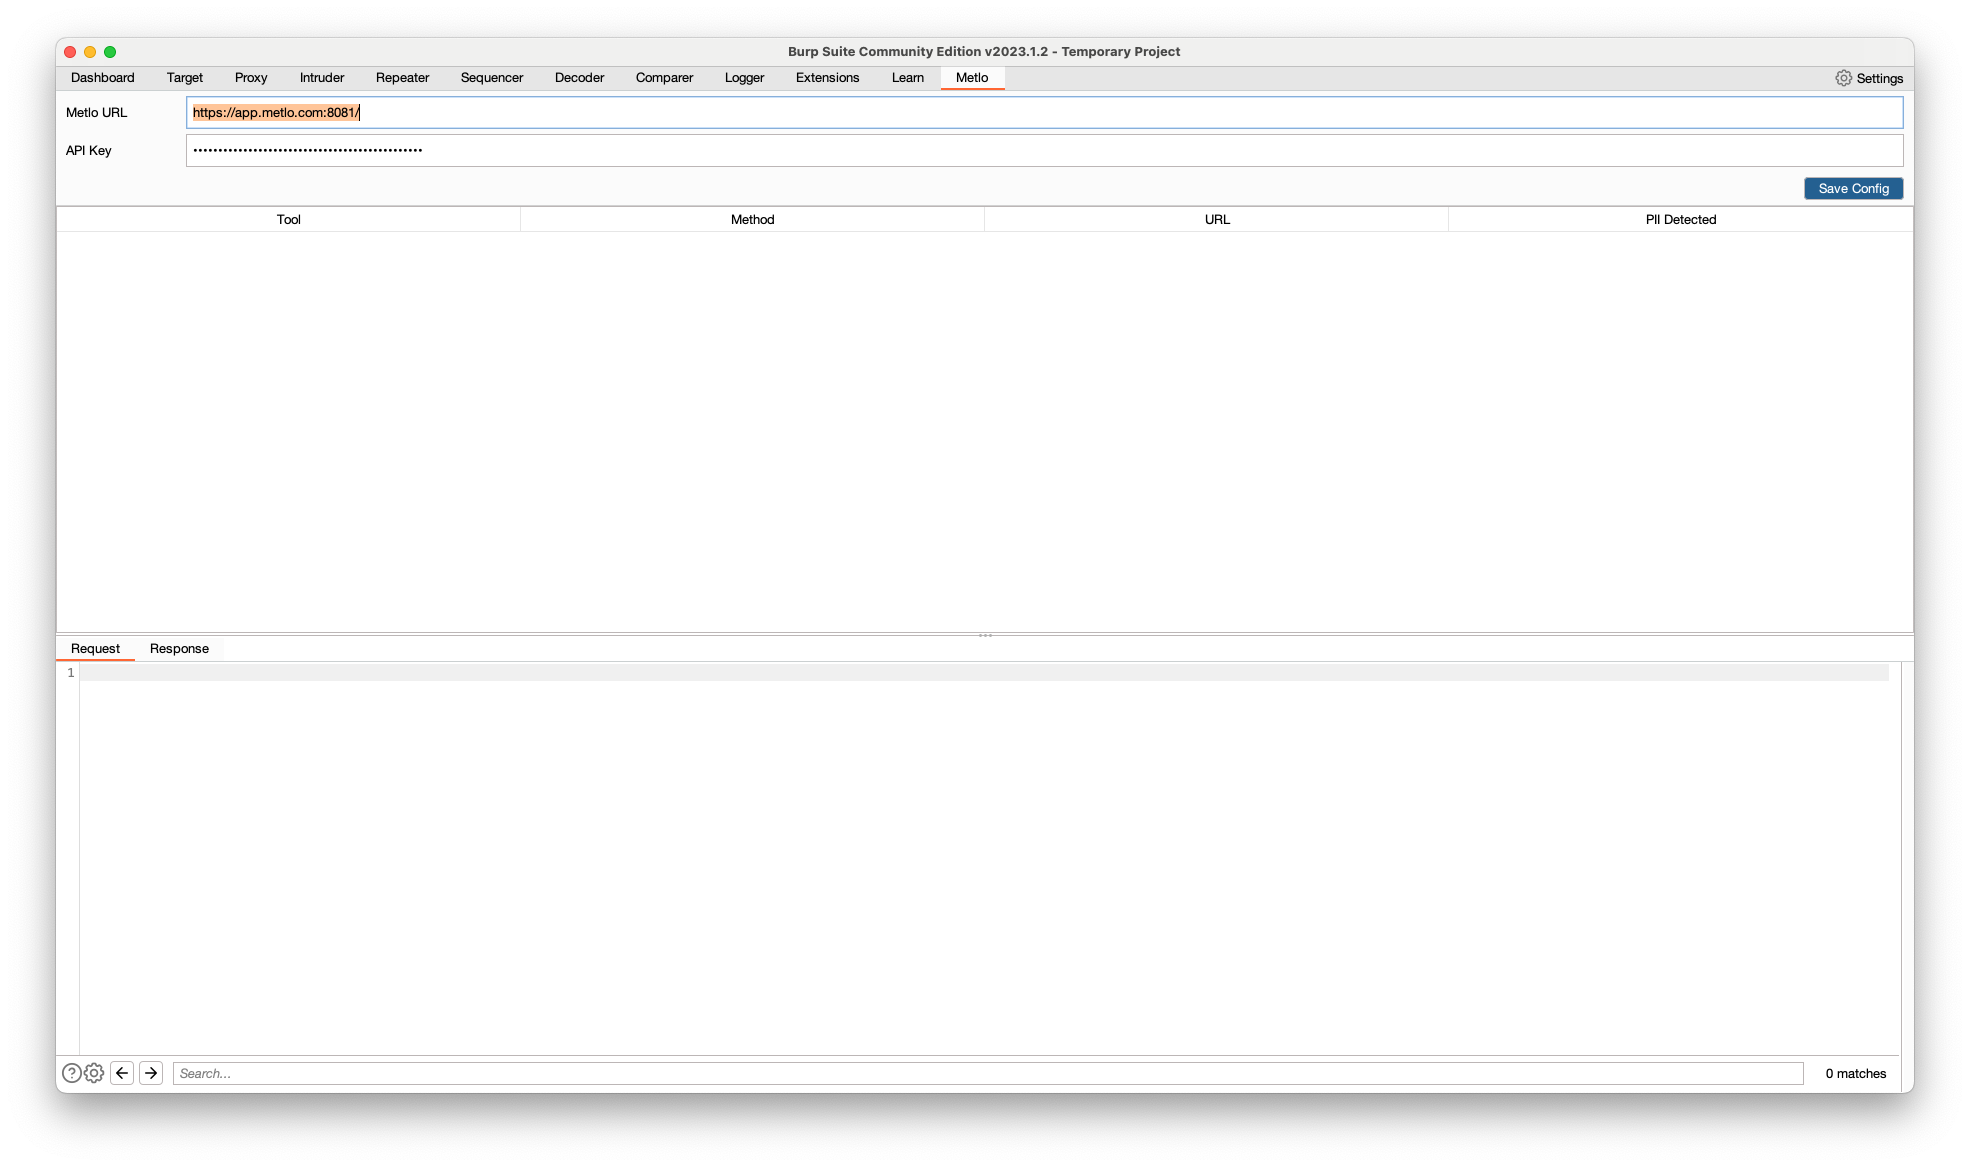 Burp Suite Community Edition v2023.1.2 - Temporary Project
Dashboard Target Proxy Intruder Repeater Sequencer Decoder Comparer Logger Extensions Learn Metlo Settings
Metlo URL https://app.metlo.com:8081/
API Key ••••••••••••••••••••••••••••••••••••••••••••••
Save Config
Tool Method URL PII Detected
Request Response
1
Search... 0 matches